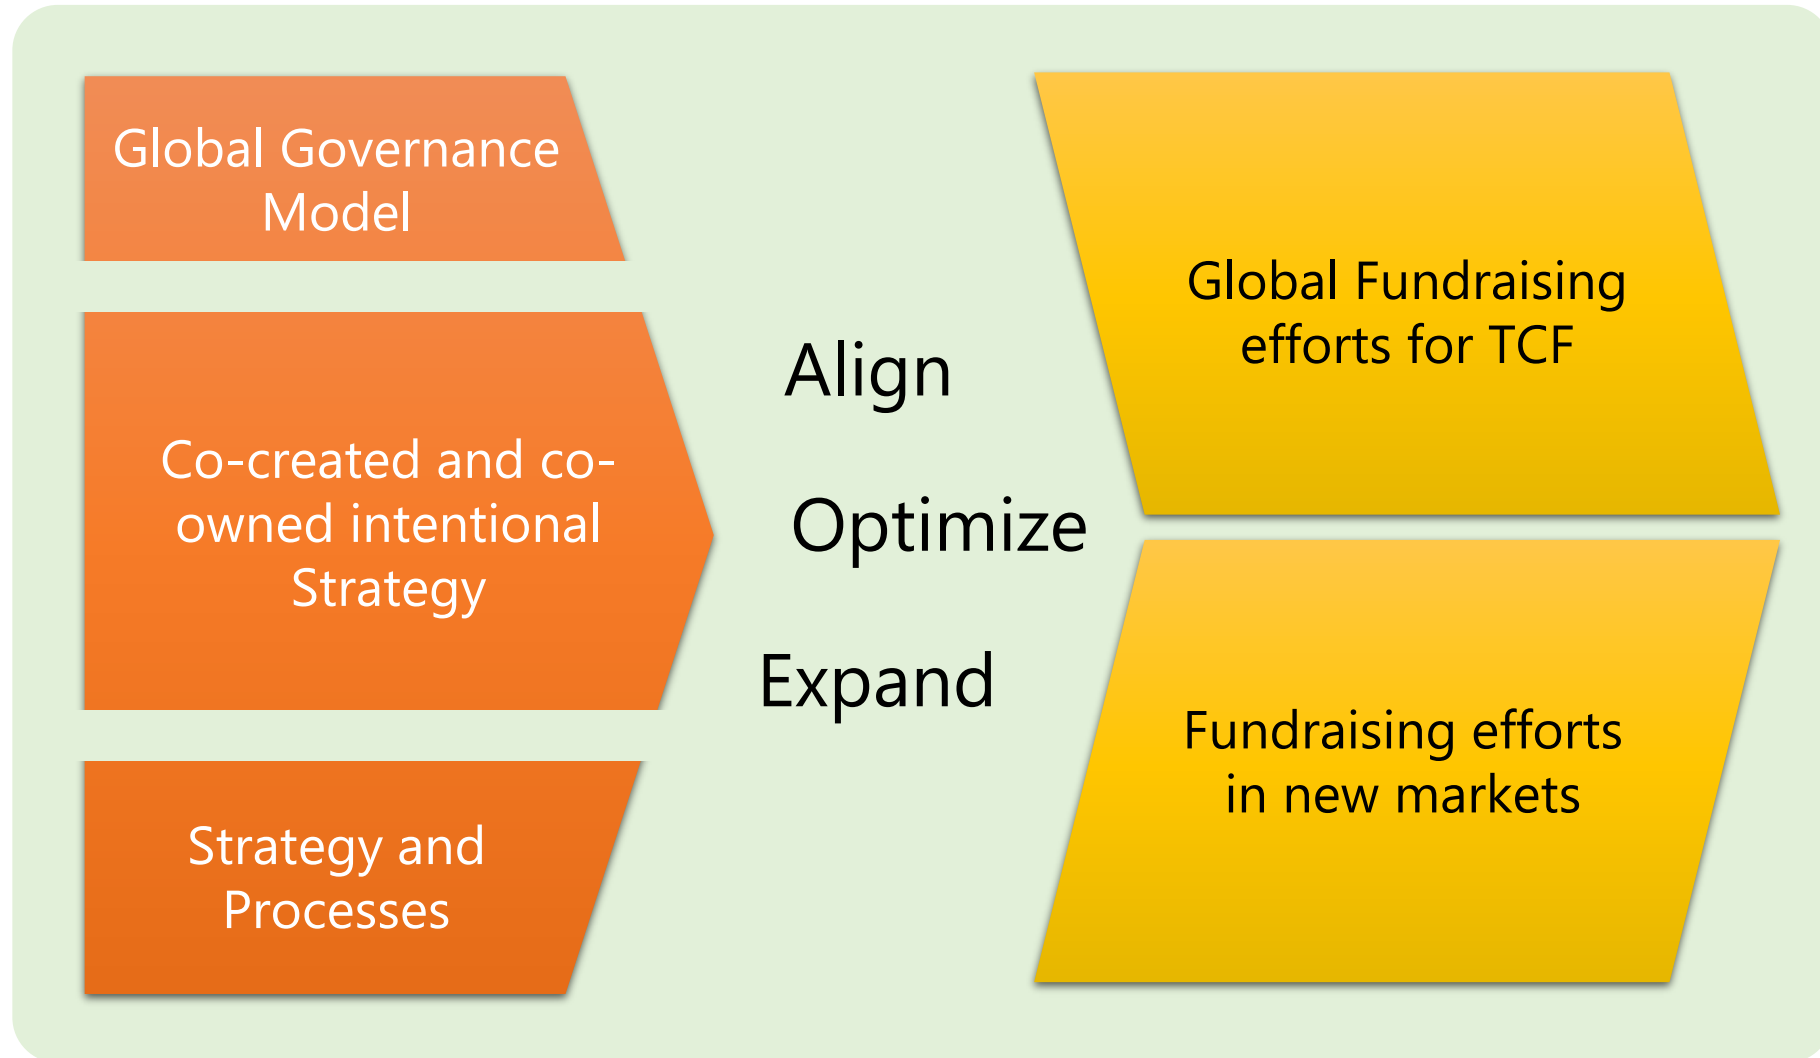 Global Governance
Model
Co-created and co-
owned intentional
Strategy
Strategy and
Processes
Align
Optimize
Expand
Global Fundraising
efforts for TCF
Fundraising efforts
in new markets